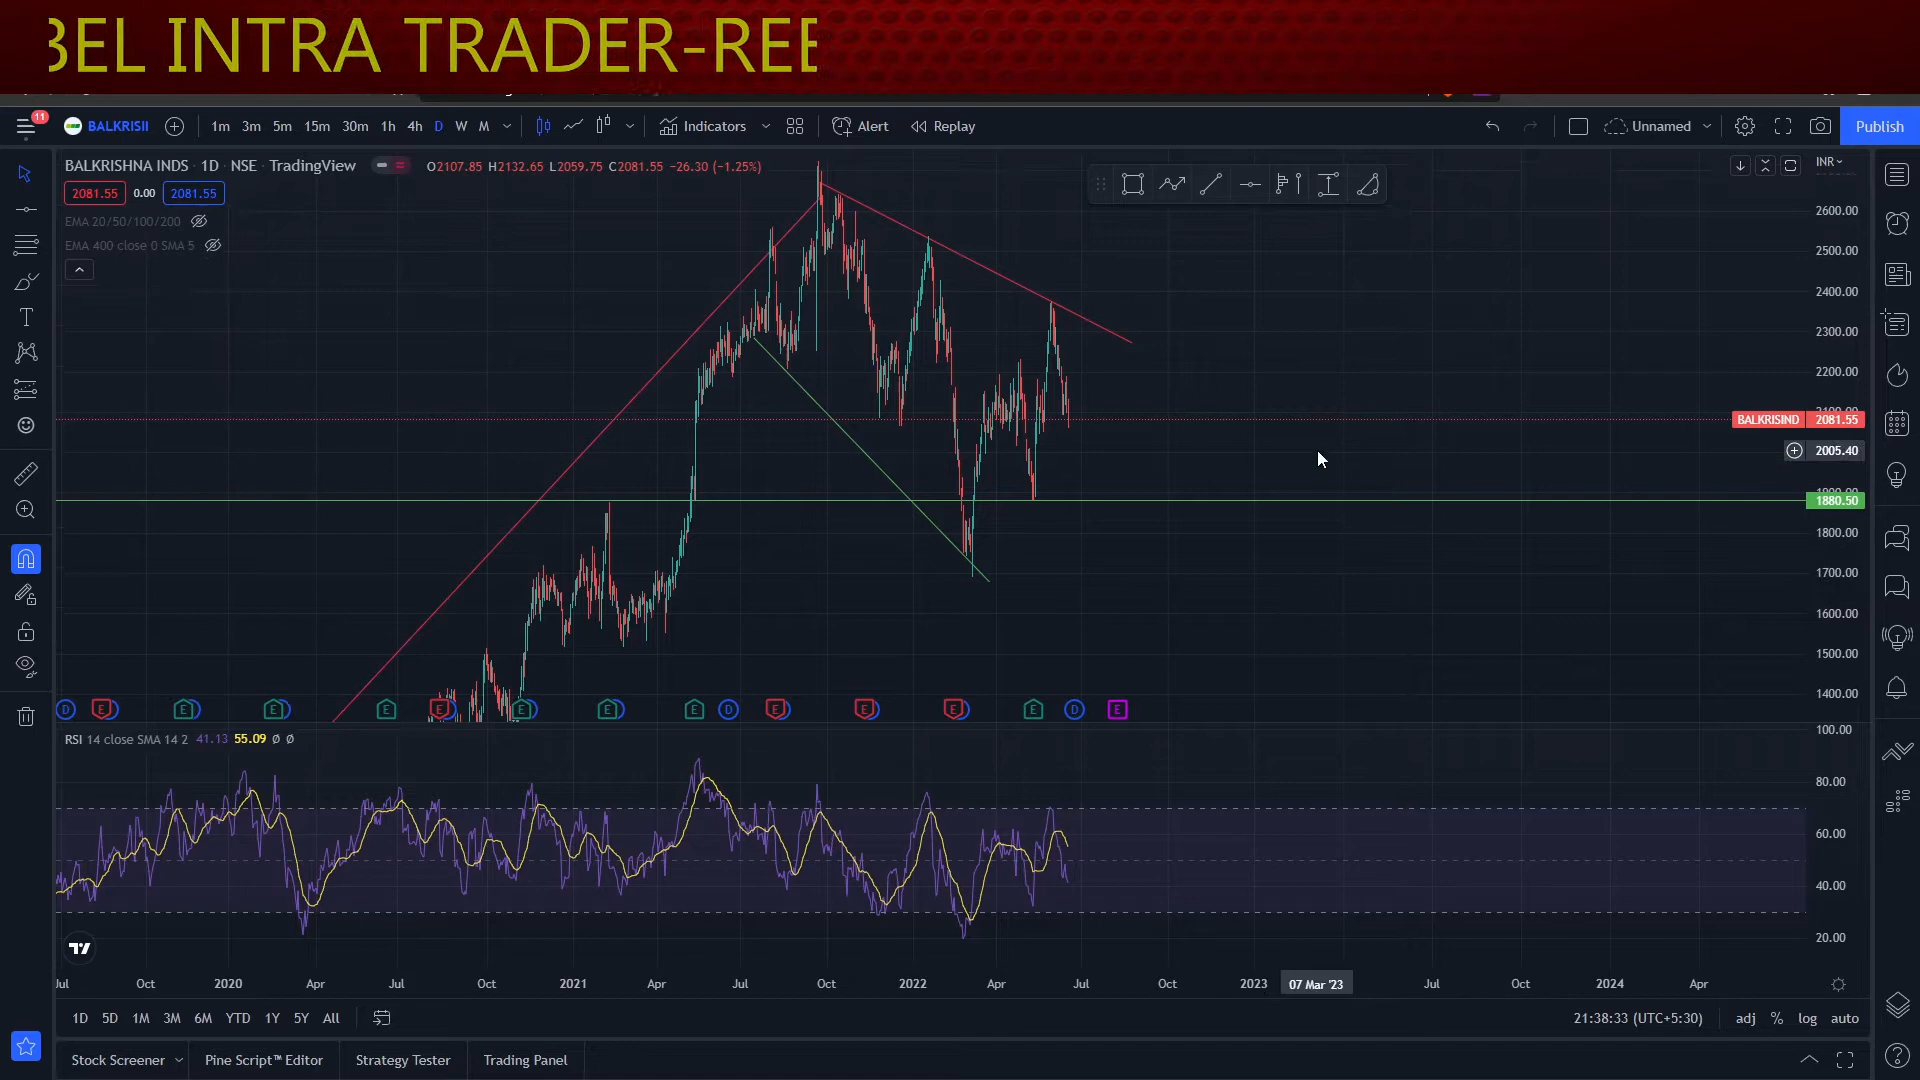 BEL INTRA TRADER-REE
11
BALKRISII
1m 3m 5m 15m 30m 1h 4h D W M
Indicators
Alert
Replay
Unnamed
Publish
BALKRISHNA INDS · 1D · NSE · TradingView
O2107.85 H2132.65 L2059.75 C2081.55 −26.30 (−1.25%)
INR
2081.55 0.00 2081.55
EMA 20/50/100/200
EMA 400 close 0 SMA 5
2600.00
2500.00
2400.00
2300.00
2200.00
2100.00
BALKRISIND 2081.55
2005.40
1900.00
1880.50
1800.00
1700.00
1600.00
1500.00
1400.00
D E E E E E E E E D E E E E D E
RSI 14 close SMA 14 2 41.13 55.09 Ø Ø
100.00
80.00
60.00
40.00
20.00
Jul Oct 2020 Apr Jul Oct 2021 Apr Jul Oct 2022 Apr Jul Oct 2023 07 Mar '23 Jul Oct 2024 Apr
1D 5D 1M 3M 6M YTD 1Y 5Y All
21:38:33 (UTC+5:30) adj % log auto
Stock Screener Pine Script™ Editor Strategy Tester Trading Panel